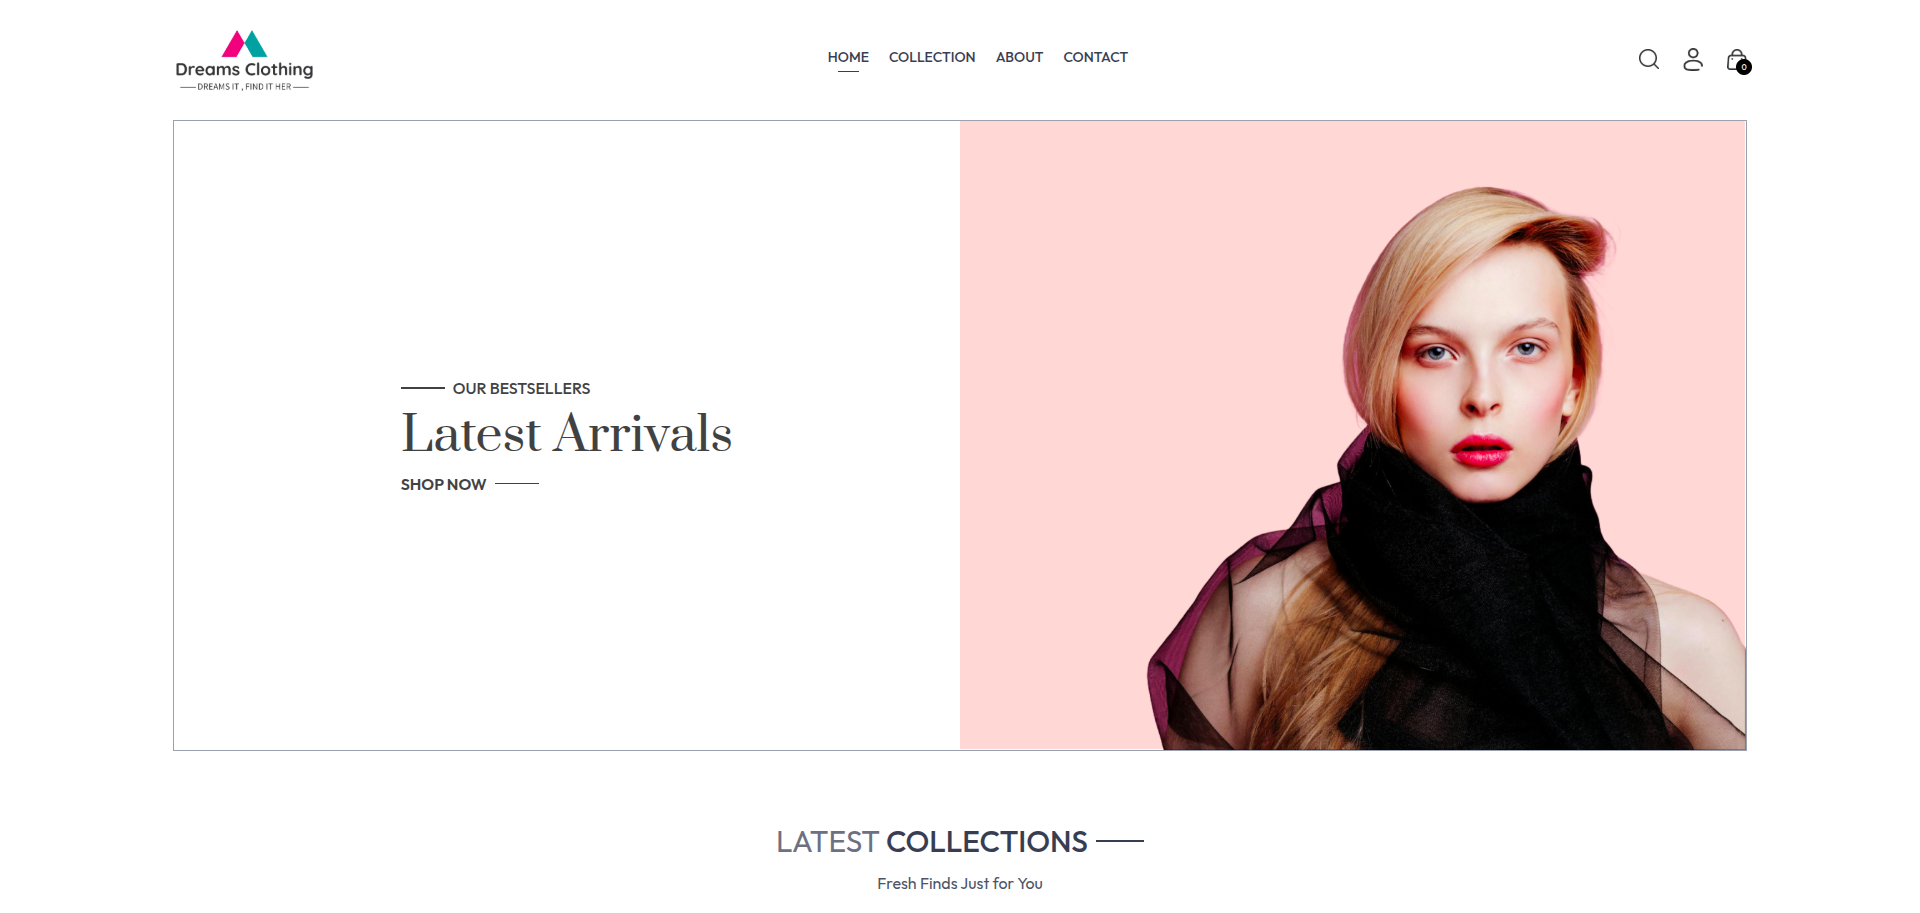 Dreams Clothing
DREAMS IT , FIND IT HER
HOME COLLECTION ABOUT CONTACT
0
OUR BESTSELLERS
Latest Arrivals
SHOP NOW
LATEST COLLECTIONS
Fresh Finds Just for You